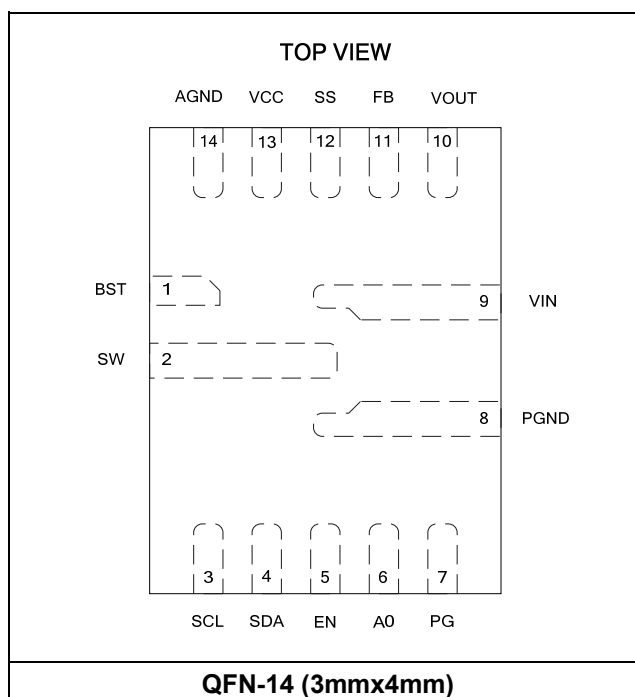 TOP VIEW
AGND VCC SS FB VOUT
14 13 12 11 10
BST 1 9 VIN
SW 2
8 PGND
3 4 5 6 7
SCL SDA EN A0 PG
QFN-14 (3mmx4mm)